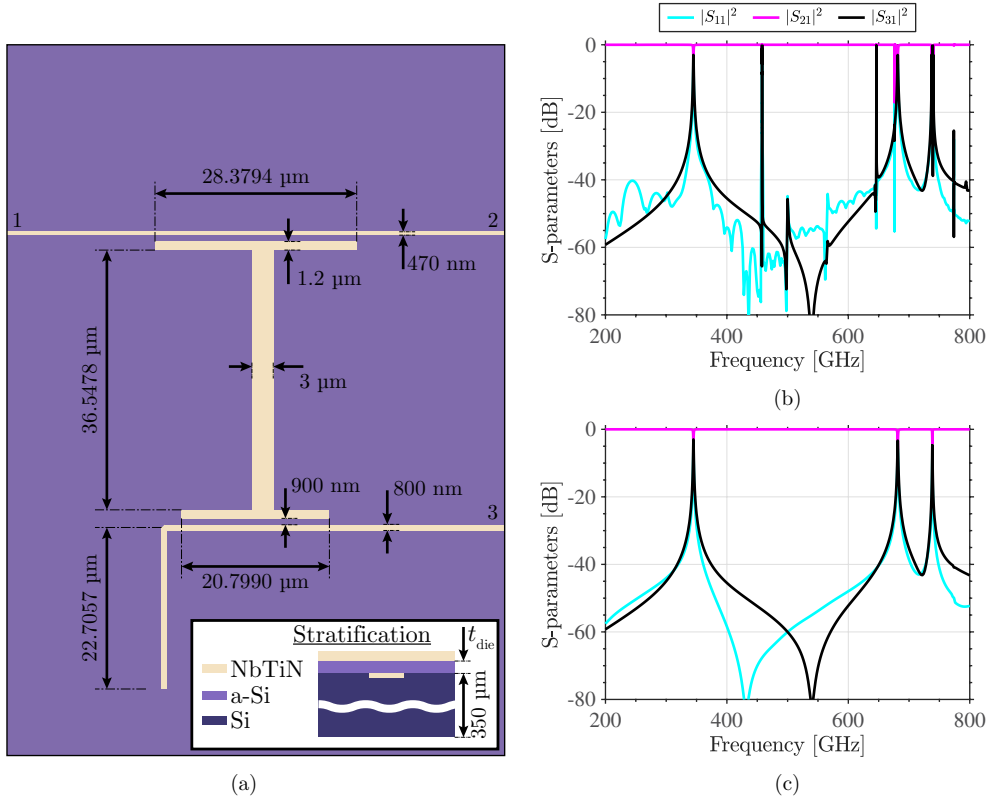 |S₁₁|² |S₂₁|² |S₃₁|²
28.3794 µm
1
2
470 nm
1.2 µm
36.5478 µm
3 µm
900 nm
800 nm
3
20.7990 µm
22.7057 µm
Stratification
NbTiN
a-Si
Si
t_die
350 µm
(a)
S-parameters [dB]
0
-20
-40
-60
-80
200 400 600 800
Frequency [GHz]
(b)
S-parameters [dB]
0
-20
-40
-60
-80
200 400 600 800
Frequency [GHz]
(c)